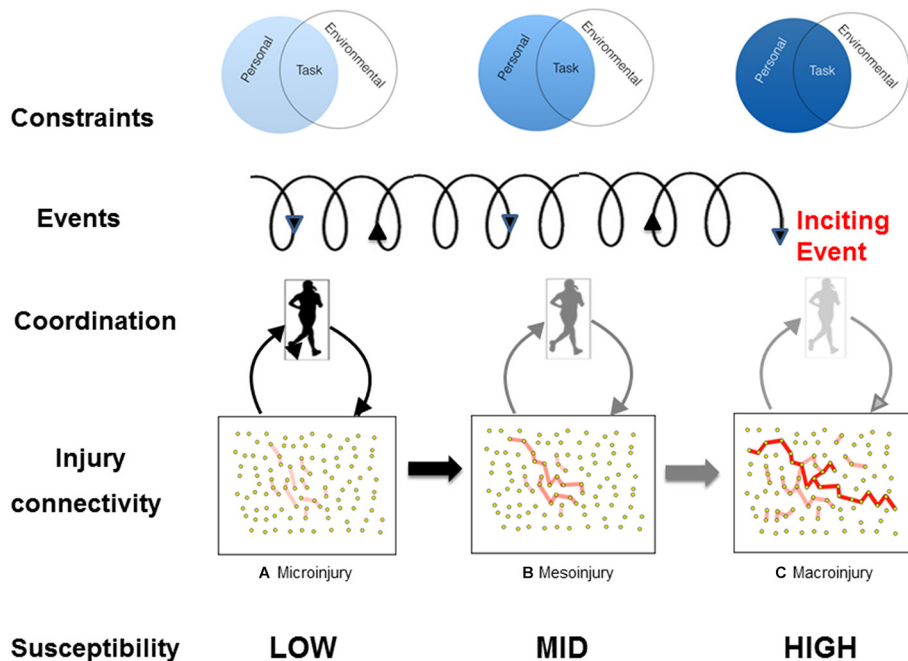 Personal
Task
Environmental
Personal
Task
Environmental
Personal
Task
Environmental
Constraints
Events
Inciting
Event
Coordination
Injury
connectivity
A Microinjury
B Mesoinjury
C Macroinjury
Susceptibility
LOW
MID
HIGH